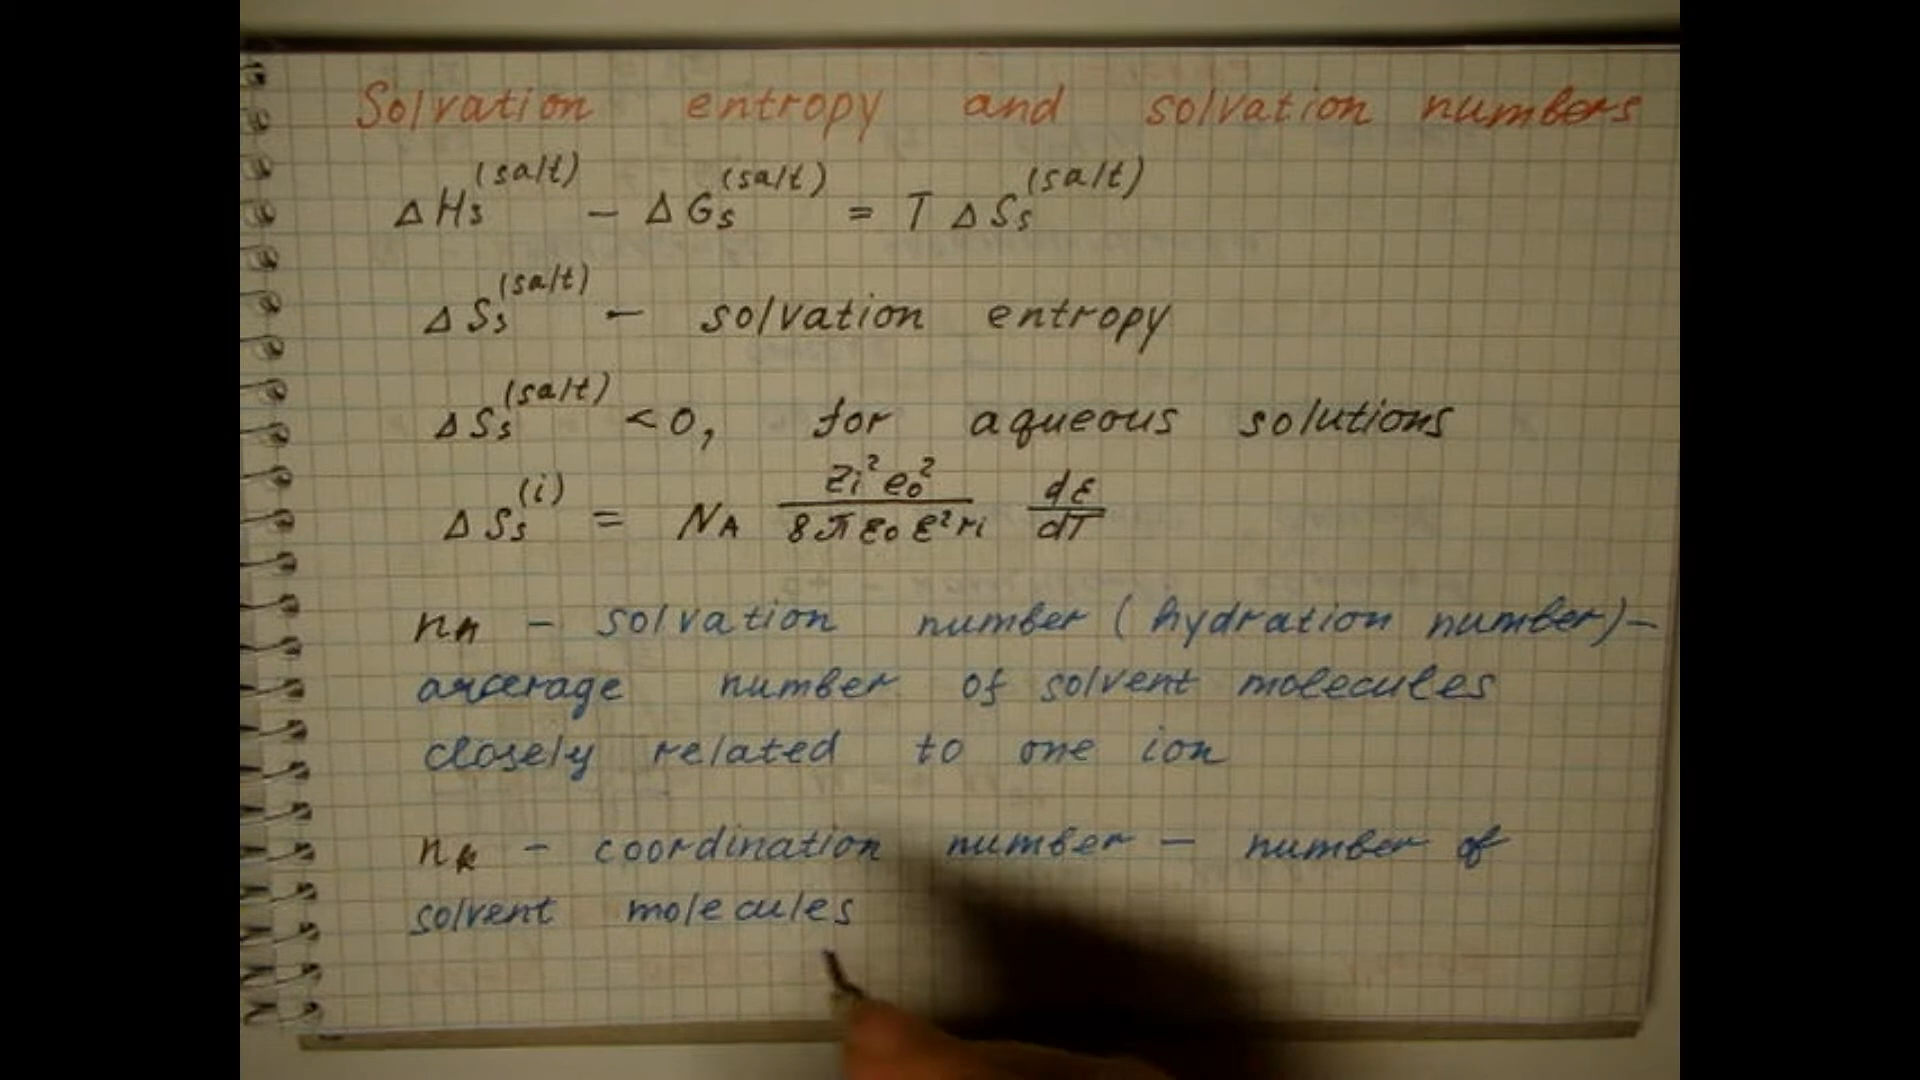 Solvation entropy and solvation numbers
ΔHs^(salt) − ΔGs^(salt) = TΔSs^(salt)
ΔSs^(salt) – solvation entropy
ΔSs^(salt) <0, for aqueous solutions
ΔSs^(i) = NA zi²e0² / 8πε0ε²ri dε/dT
nh – solvation number (hydration number) –
average number of solvent molecules
closely related to one ion
nk – coordination number – number of
solvent molecules